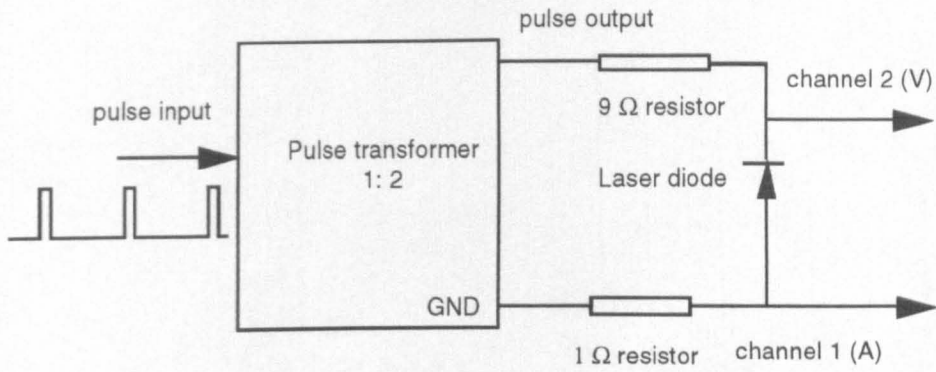 pulse output
channel 2 (V)
pulse input
9 Ω resistor
Pulse transformer
1: 2
Laser diode
GND
1 Ω resistor
channel 1 (A)